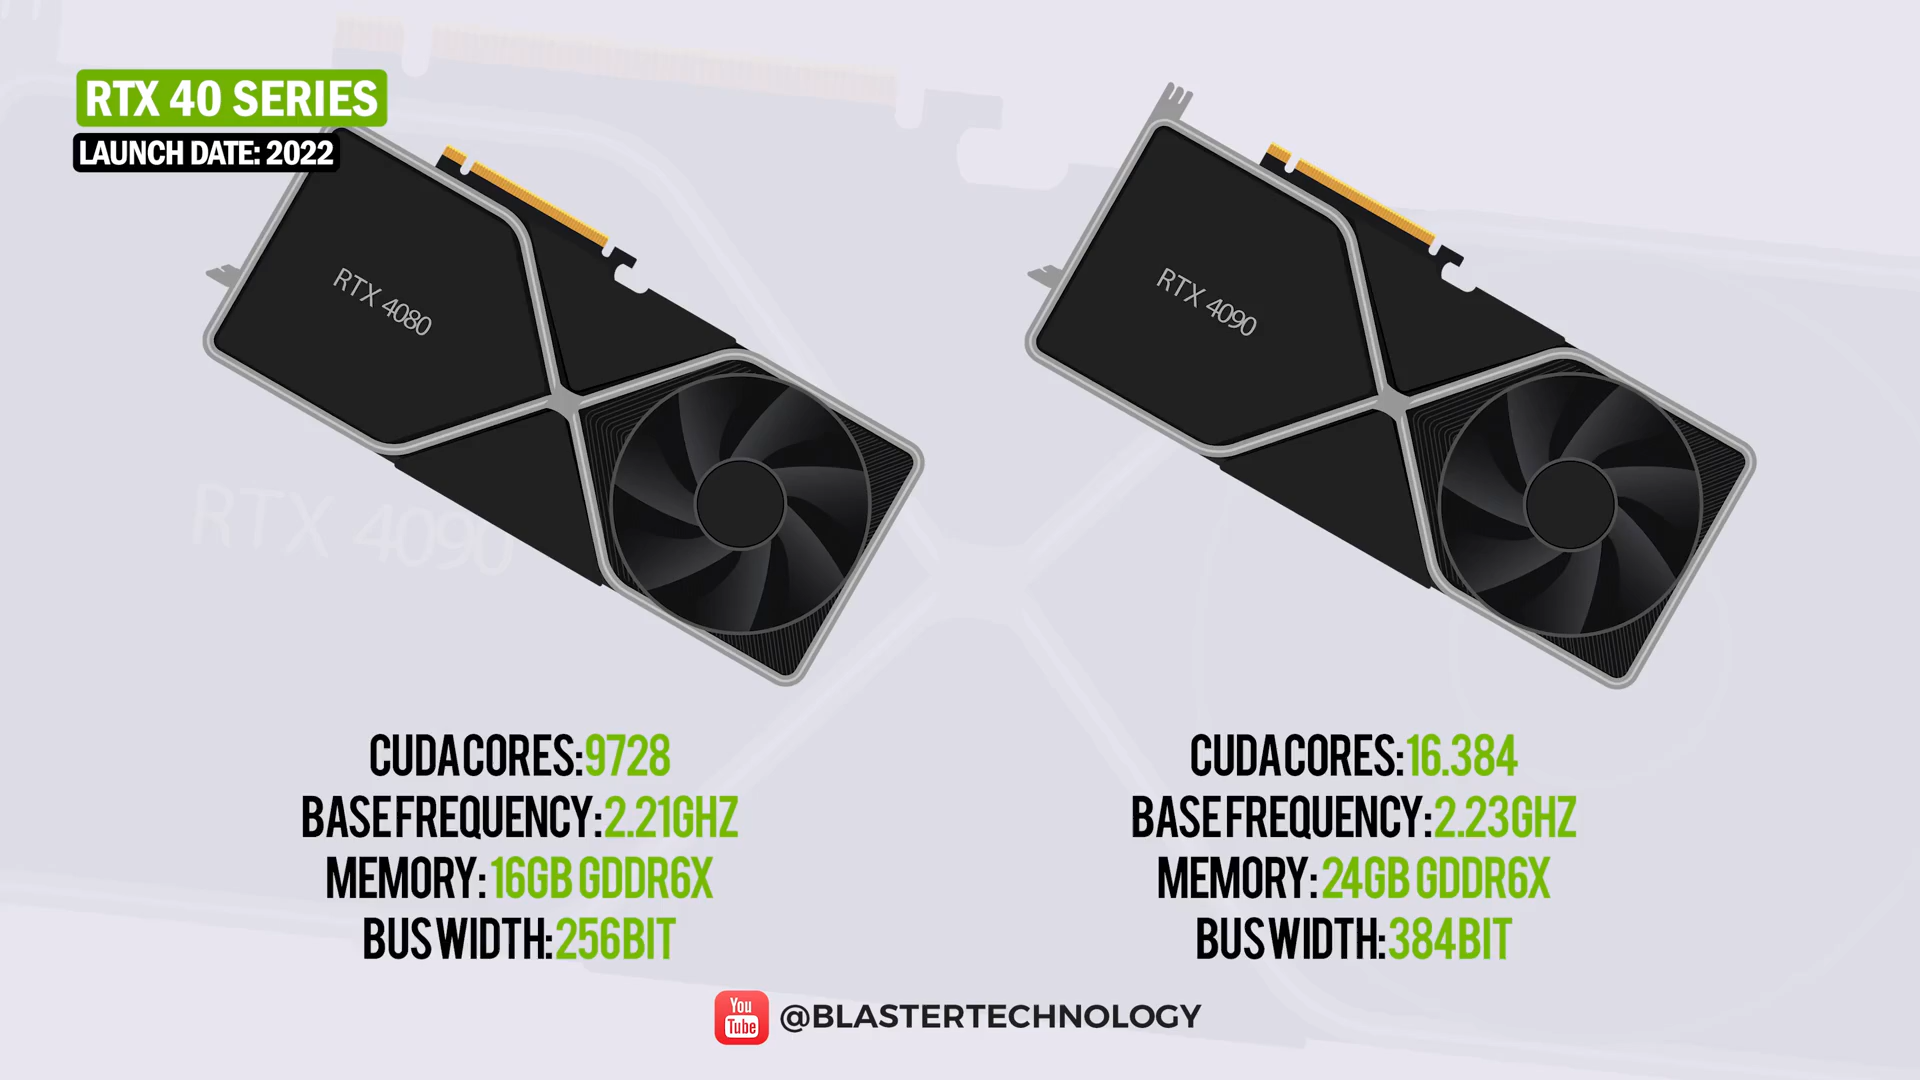 RTX 40 SERIES
LAUNCH DATE: 2022
RTX 4080
RTX 4090
RTX 4090
CUDA CORES: 9728
BASE FREQUENCY: 2.21GHZ
MEMORY: 16GB GDDR6X
BUS WIDTH: 256BIT
CUDA CORES: 16.384
BASE FREQUENCY: 2.23GHZ
MEMORY: 24GB GDDR6X
BUS WIDTH: 384BIT
You
Tube
@BLASTERTECHNOLOGY